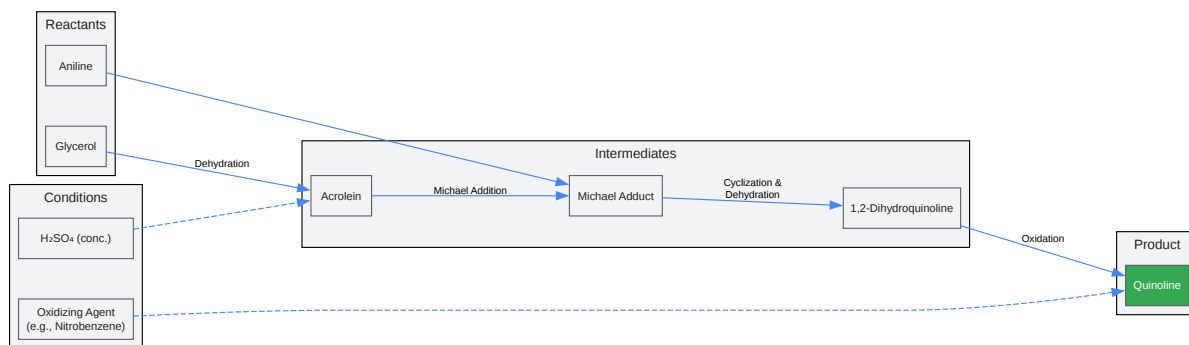 Reactants
Aniline
Glycerol
Dehydration
Conditions
H₂SO₄ (conc.)
Oxidizing Agent
(e.g., Nitrobenzene)
Intermediates
Acrolein
Michael Addition
Michael Adduct
Cyclization &
Dehydration
1,2-Dihydroquinoline
Oxidation
Product
Quinoline